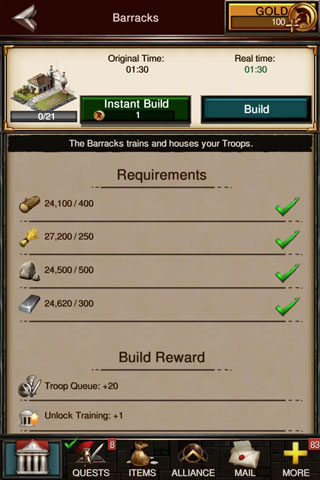 Barracks
GOLD
100
Original Time:
01:30
Real time:
01:30
0/21
Instant Build
1
Build
The Barracks trains and houses your Troops.
Requirements
24,100 / 400
27,200 / 250
24,500 / 500
24,620 / 300
Build Reward
Troop Queue: +20
Unlock Training: +1
8
83
QUESTS
ITEMS
ALLIANCE
MAIL
MORE